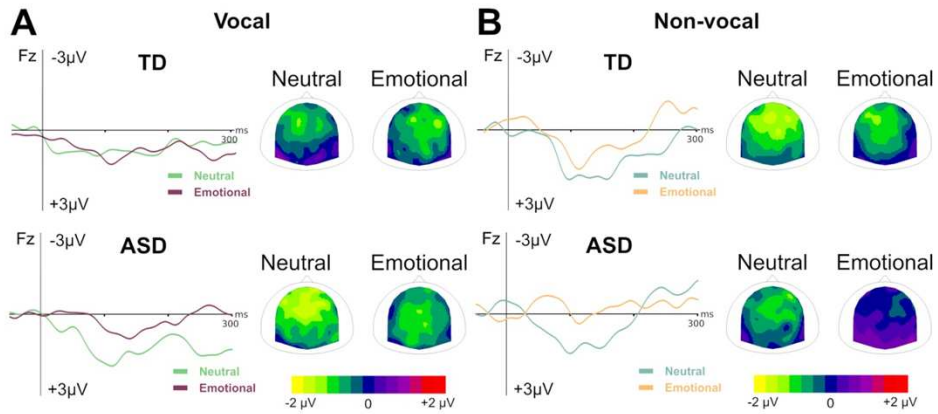 A Vocal
Fz -3µV TD
Neutral Emotional
300 ms
Neutral
Emotional
+3µV
Fz -3µV ASD
Neutral Emotional
300 ms
Neutral
Emotional
+3µV
-2 µV 0 +2 µV
B Non-vocal
Fz -3µV TD
Neutral Emotional
300 ms
Neutral
Emotional
+3µV
Fz -3µV ASD
Neutral Emotional
300 ms
Neutral
Emotional
+3µV
-2 µV 0 +2 µV